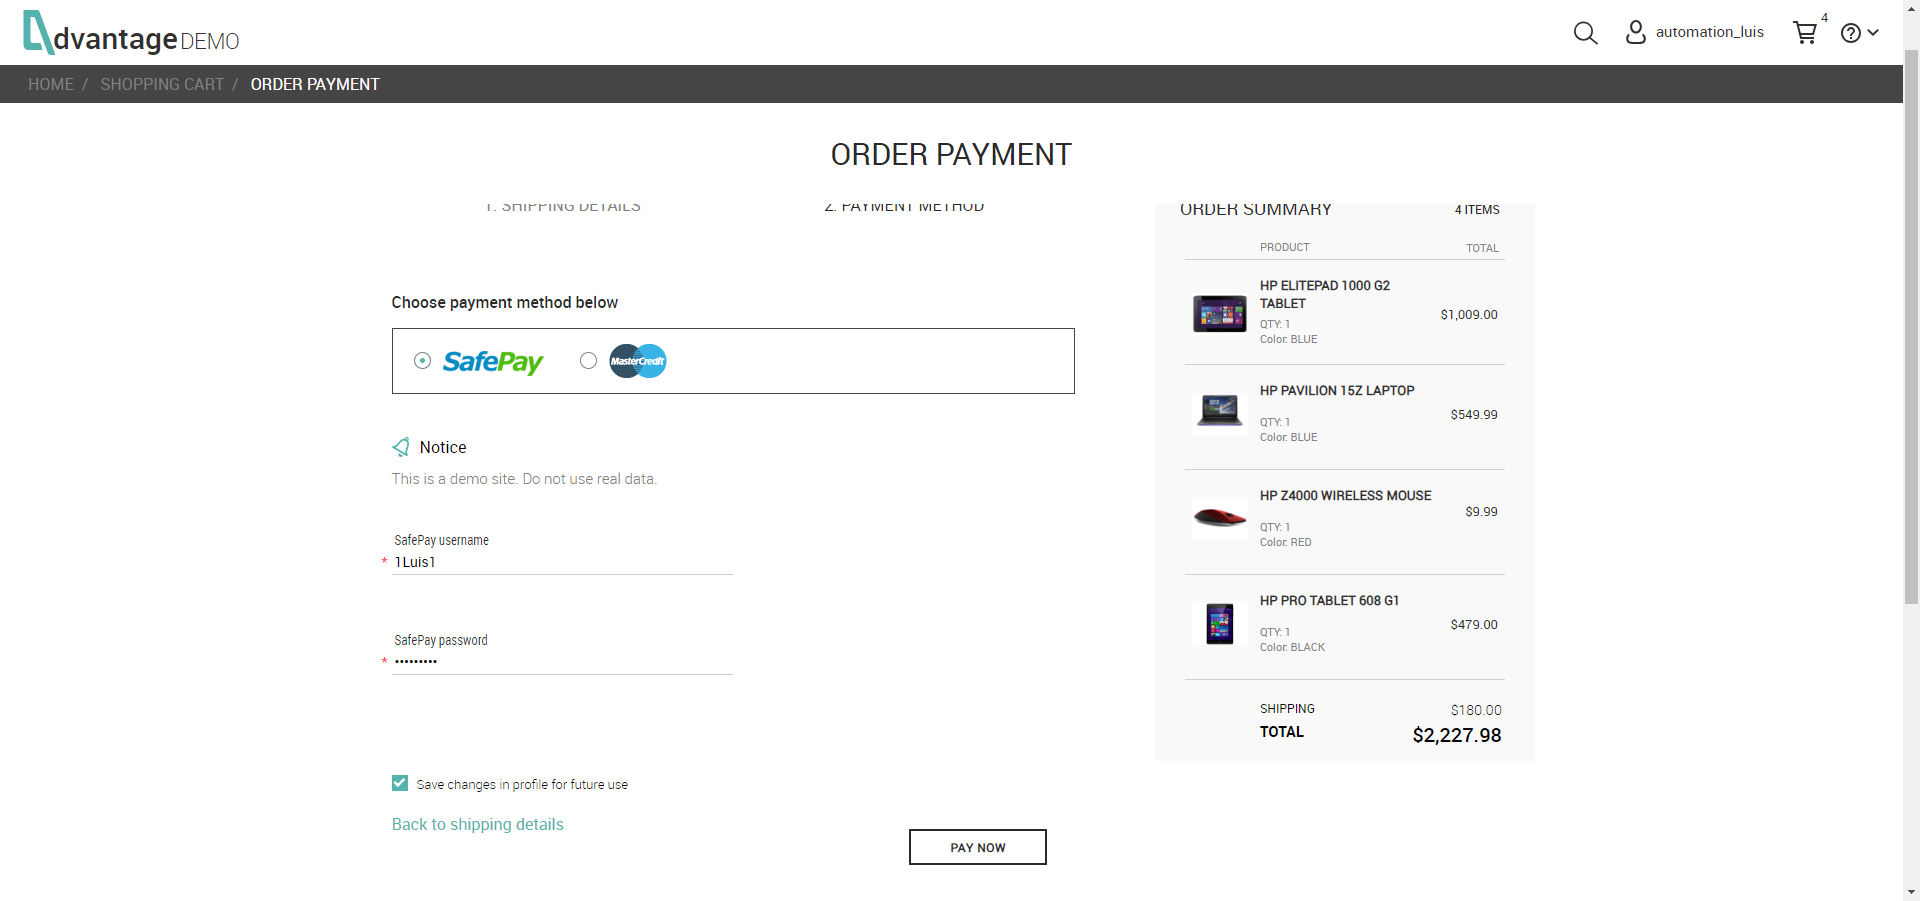 dvantage DEMO
automation_luis
4
HOME / SHOPPING CART / ORDER PAYMENT
ORDER PAYMENT
1. SHIPPING DETAILS
2. PAYMENT METHOD
Choose payment method below
SafePay
MasterCredit
Notice
This is a demo site. Do not use real data.
SafePay username
* 1Luis1
SafePay password
* •••••••••
Save changes in profile for future use
Back to shipping details
PAY NOW
ORDER SUMMARY
4 ITEMS
PRODUCT
TOTAL
HP ELITEPAD 1000 G2
TABLET
QTY: 1
Color: BLUE
$1,009.00
HP PAVILION 15Z LAPTOP
QTY: 1
Color: BLUE
$549.99
HP Z4000 WIRELESS MOUSE
QTY: 1
Color: RED
$9.99
HP PRO TABLET 608 G1
QTY: 1
Color: BLACK
$479.00
SHIPPING
$180.00
TOTAL
$2,227.98